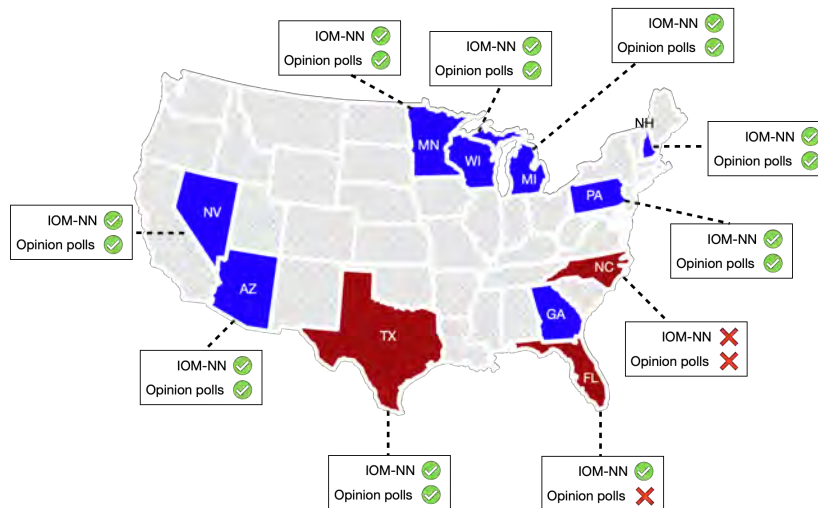 IOM-NN
Opinion polls
IOM-NN
Opinion polls
IOM-NN
Opinion polls
NH
IOM-NN
Opinion polls
MN
WI
MI
PA
NV
IOM-NN
Opinion polls
IOM-NN
Opinion polls
NC
AZ
GA
TX
IOM-NN
Opinion polls
IOM-NN
Opinion polls
FL
IOM-NN
Opinion polls
IOM-NN
Opinion polls